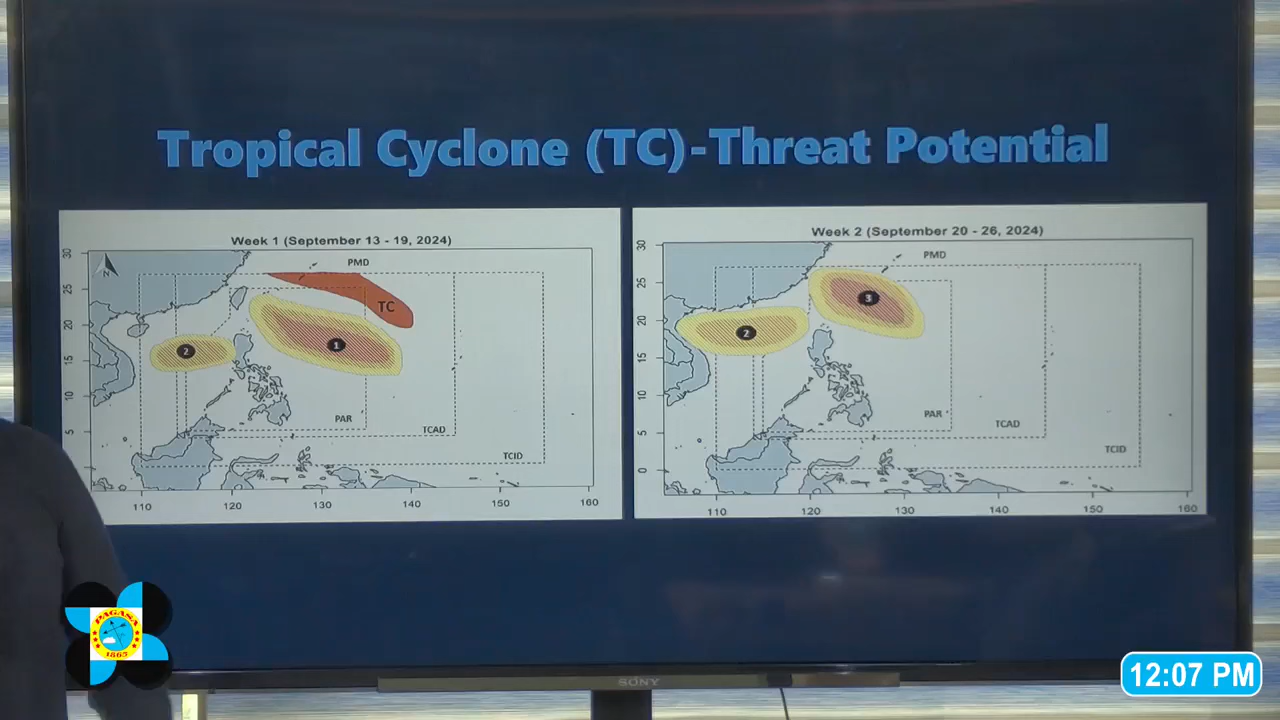 Tropical Cyclone (TC)-Threat Potential
Week 1 (September 13 - 19, 2024)
PMD
30
25
20
15
10
5
N
TC
1
2
PAR
TCAD
TCID
110 120 130 140 150 160
Week 2 (September 20 - 26, 2024)
PMD
30
25
20
15
10
5
0
3
2
PAR
TCAD
TCID
110 120 130 140 150 160
PAGASA
1865
SONY
12:07 PM